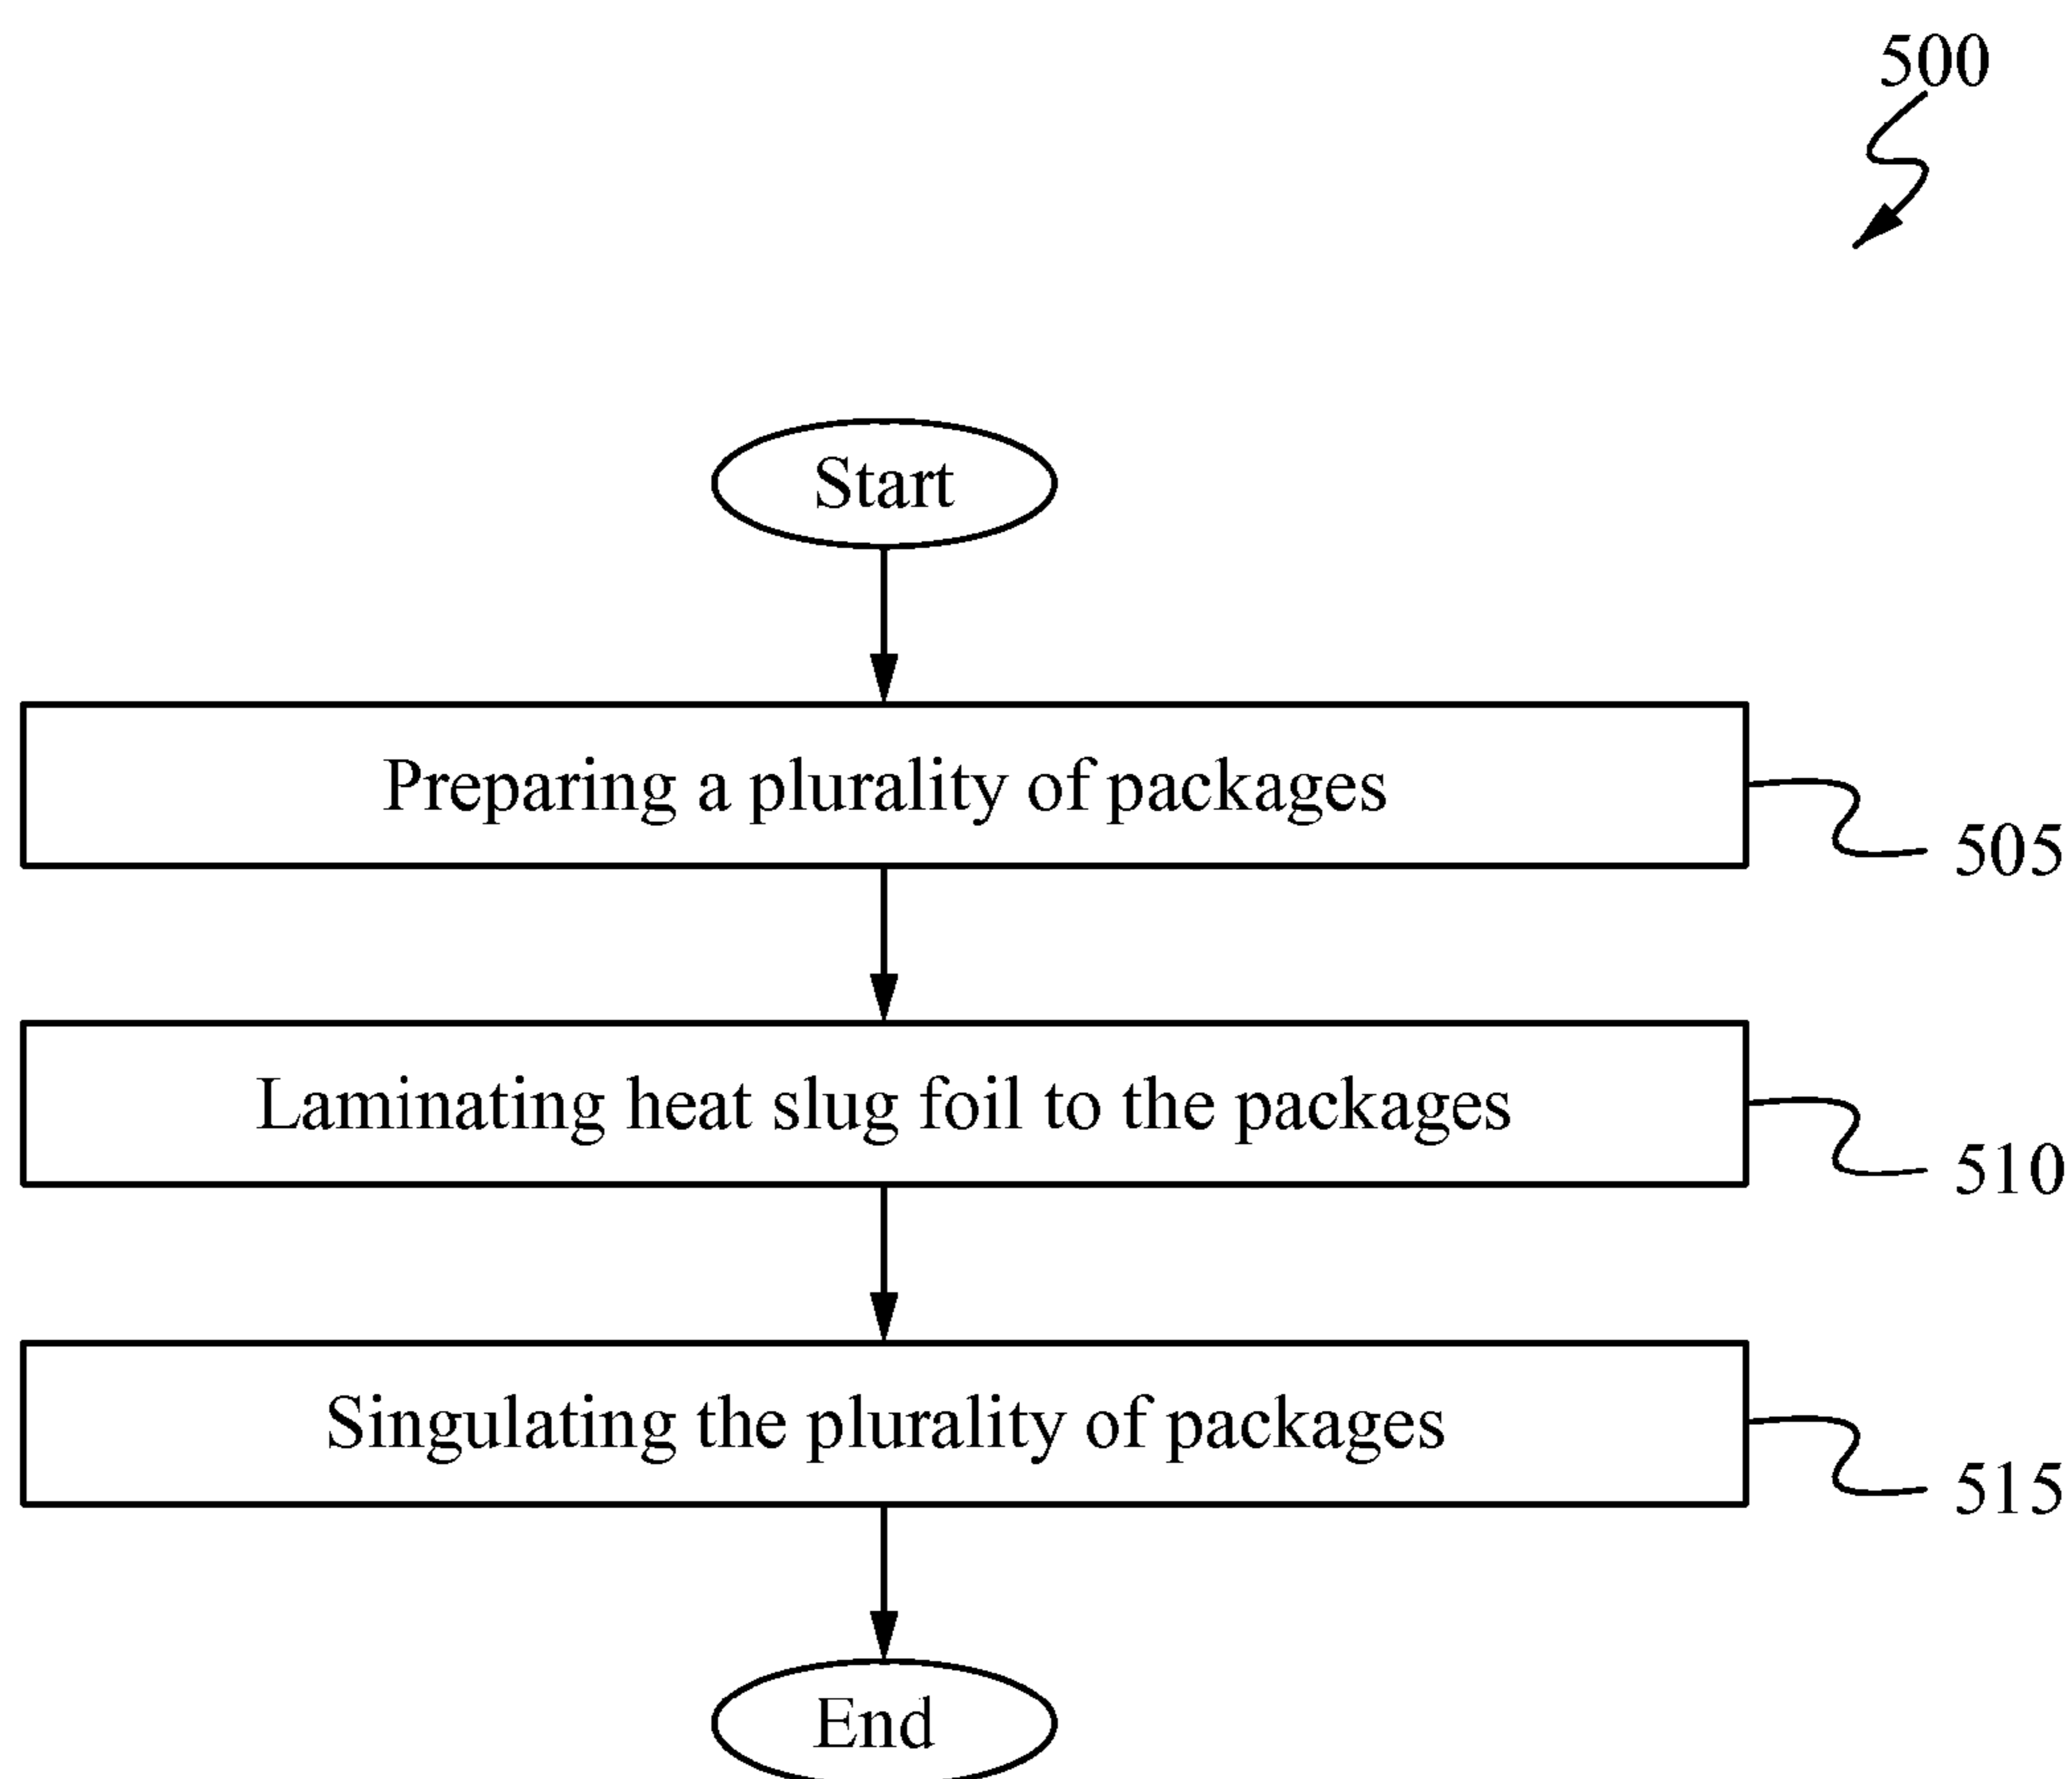 500
Start
Preparing a plurality of packages
505
Laminating heat slug foil to the packages
510
Singulating the plurality of packages
515
End